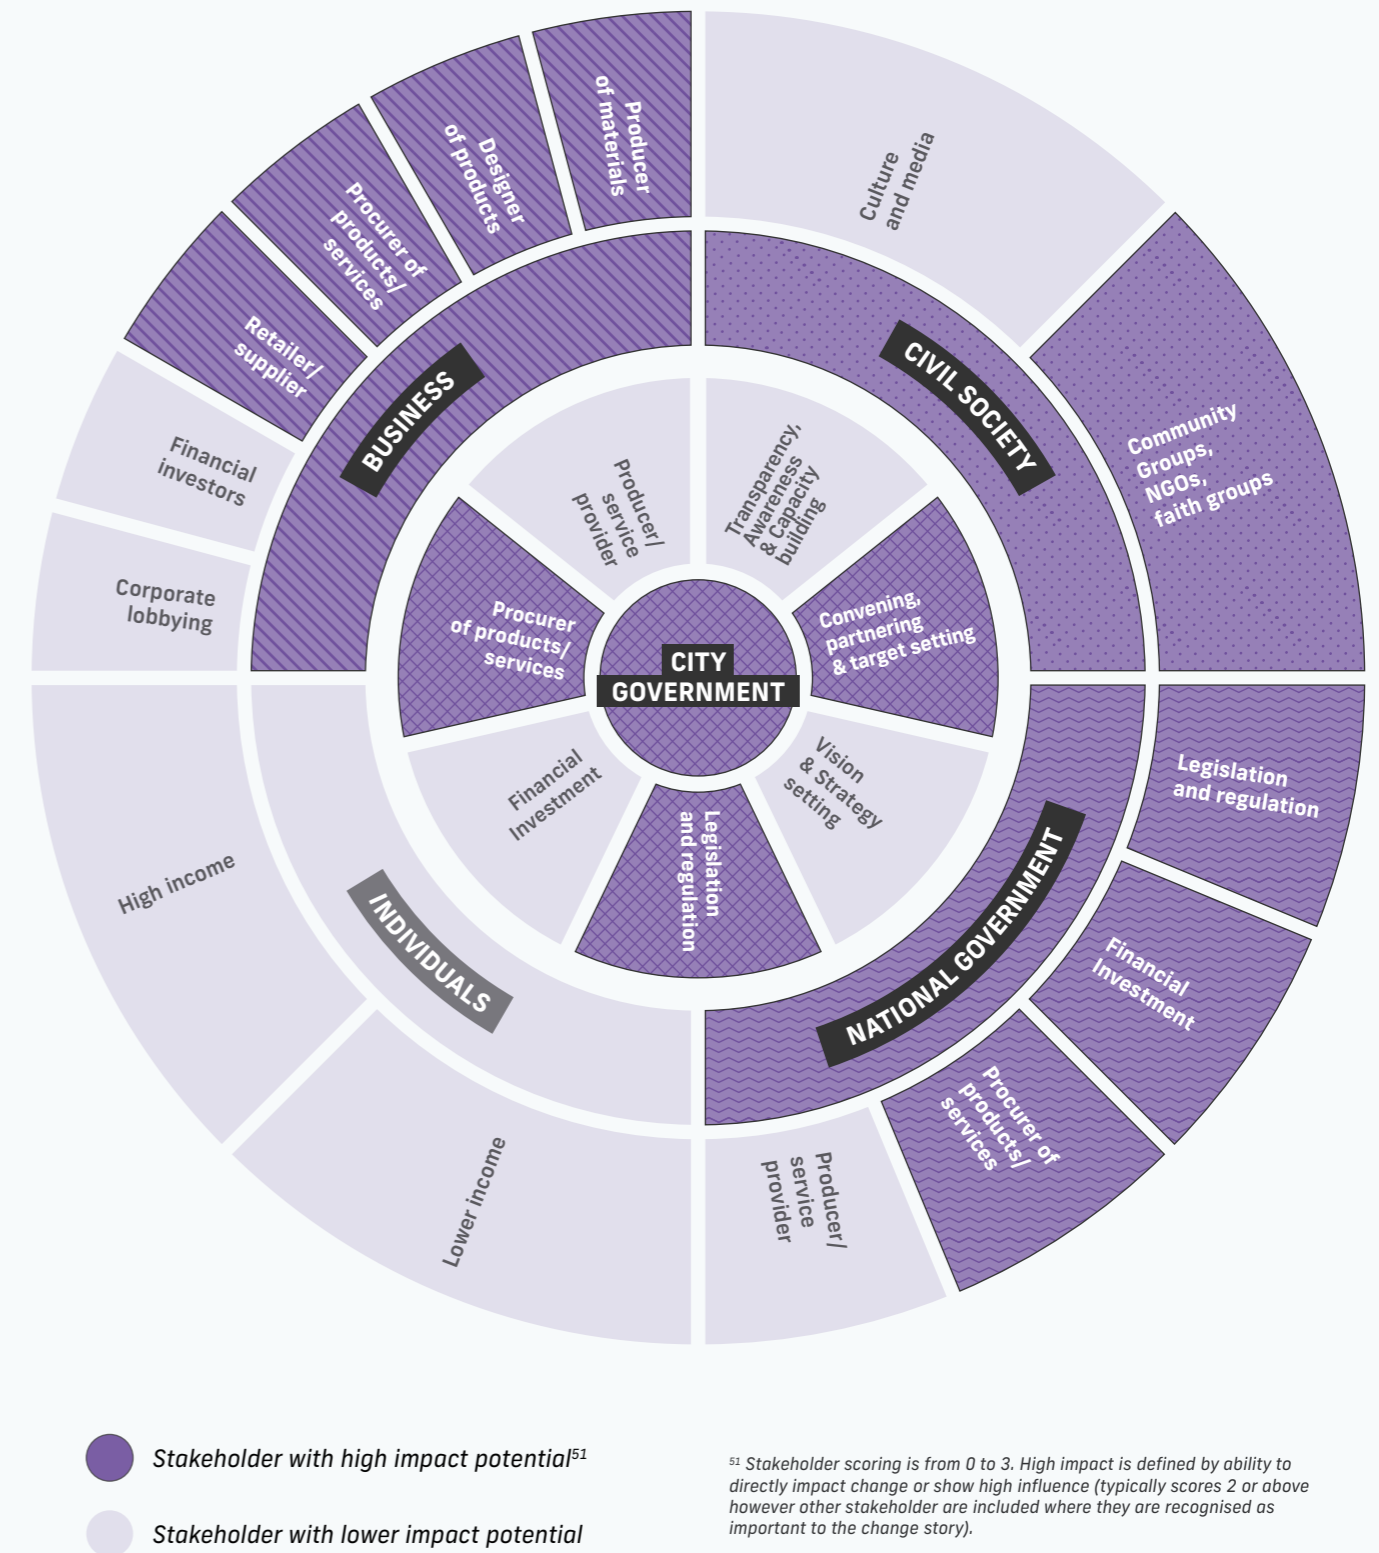 Producer
of materials
Designer
of products
Procurer of
products/
services
Retailer/
supplier
Financial
investors
Corporate
lobbying
BUSINESS
Culture
and media
Community
Groups,
NGOs,
faith groups
CIVIL SOCIETY
Producer/
service
provider
Transparency,
Awareness
& Capacity
building
Procurer
of products/
services
Convening,
partnering
& target setting
CITY
GOVERNMENT
Financial
Investment
Legislation
and regulation
Vision
& Strategy
setting
INDIVIDUALS
High income
Lower income
NATIONAL GOVERNMENT
Legislation
and regulation
Financial
Investment
Procurer of
products/
services
Producer/
service
provider
Stakeholder with high impact potential⁵¹
Stakeholder with lower impact potential
⁵¹ Stakeholder scoring is from 0 to 3. High impact is defined by ability to
directly impact change or show high influence (typically scores 2 or above
however other stakeholder are included where they are recognised as
important to the change story).